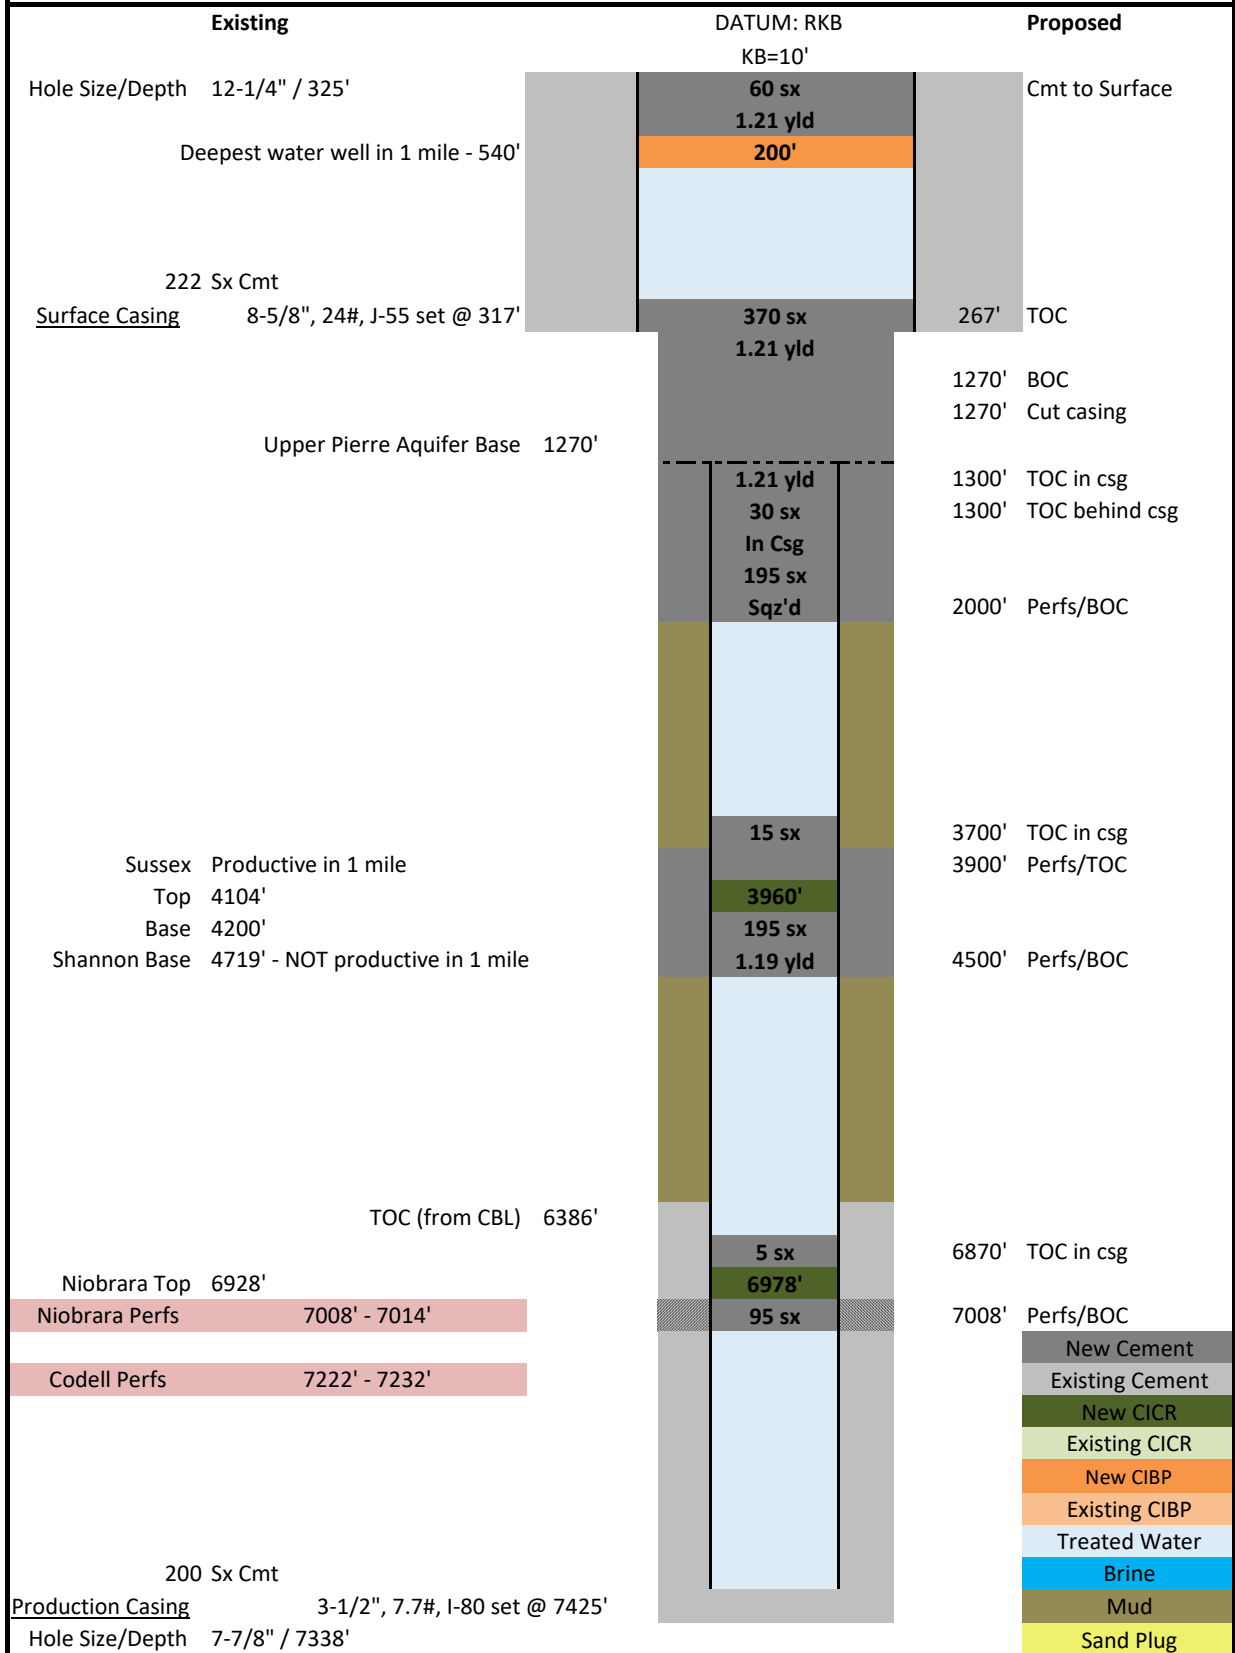 Existing DATUM: RKB Proposed
KB=10'
Hole Size/Depth 12-1/4" / 325' 60 sx Cmt to Surface
1.21 yld
Deepest water well in 1 mile - 540' 200'
222 Sx Cmt
Surface Casing 8-5/8", 24#, J-55 set @ 317' 370 sx 267' TOC
1.21 yld
1270' BOC
1270' Cut casing
Upper Pierre Aquifer Base 1270'
1.21 yld 1300' TOC in csg
30 sx 1300' TOC behind csg
In Csg
195 sx
Sqz'd 2000' Perfs/BOC
15 sx 3700' TOC in csg
Sussex Productive in 1 mile 3900' Perfs/TOC
Top 4104' 3960'
Base 4200' 195 sx
Shannon Base 4719' - NOT productive in 1 mile 1.19 yld 4500' Perfs/BOC
TOC (from CBL) 6386'
5 sx 6870' TOC in csg
Niobrara Top 6928' 6978'
Niobrara Perfs 7008' - 7014' 95 sx 7008' Perfs/BOC
New Cement
Codell Perfs 7222' - 7232' Existing Cement
New CICR
Existing CICR
New CIBP
Existing CIBP
Treated Water
200 Sx Cmt Brine
Production Casing 3-1/2", 7.7#, I-80 set @ 7425' Mud
Hole Size/Depth 7-7/8" / 7338' Sand Plug